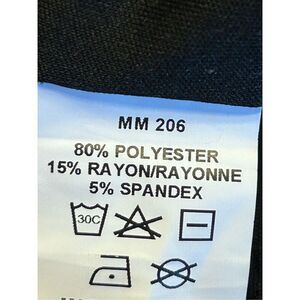 MM 206
80% POLYESTER
15% RAYON/RAYONNE
5% SPANDEX
30C